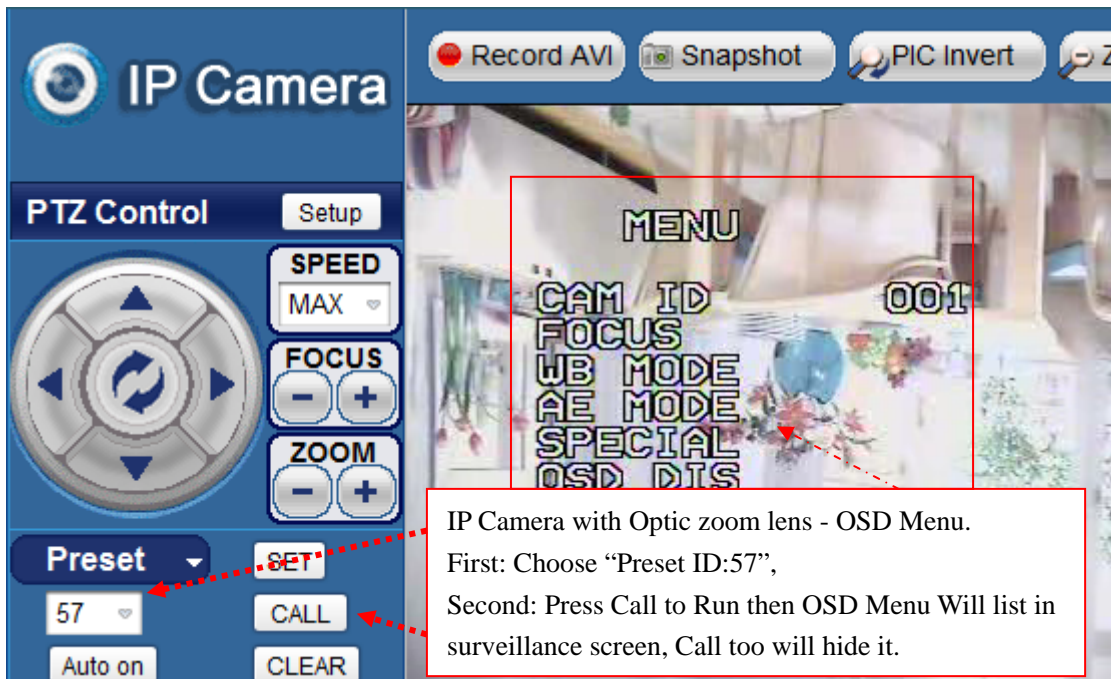 IP Camera
Record AVI
Snapshot
PIC Invert
Z
PTZ Control
Setup
SPEED
MAX
FOCUS
- +
ZOOM
- +
Preset
SET
57
CALL
Auto on
CLEAR
MENU
CAM ID 001
FOCUS
WB MODE
AE MODE
SPECIAL
OSD DIS
IP Camera with Optic zoom lens - OSD Menu.
First: Choose “Preset ID:57”,
Second: Press Call to Run then OSD Menu Will list in
surveillance screen, Call too will hide it.